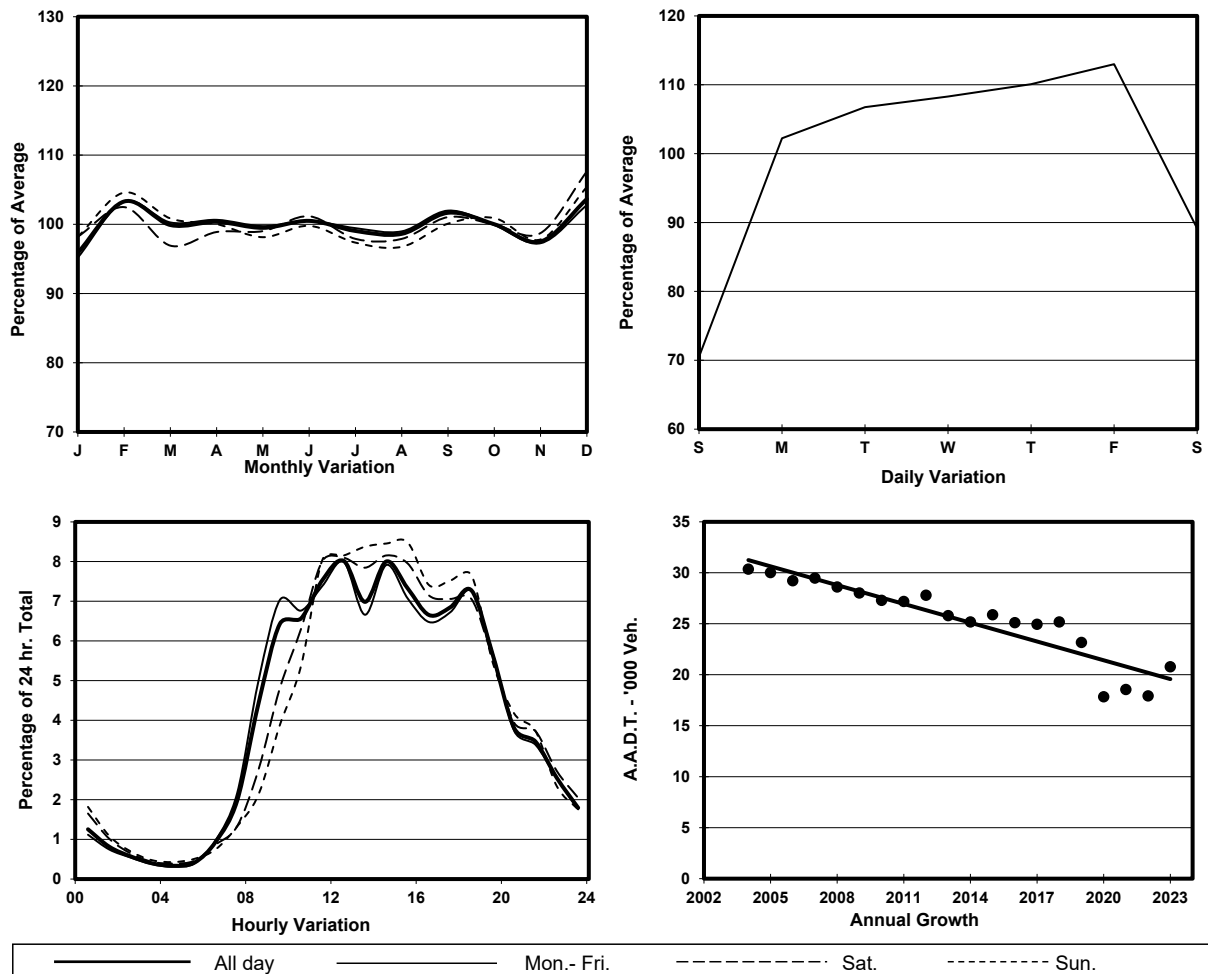 130
120
110
100
90
80
70
Percentage of Average
J F M A M J J A S O N D
Monthly Variation
120
110
100
90
80
70
60
Percentage of Average
S M T W T F S
Daily Variation
9
8
7
6
5
4
3
2
1
0
Percentage of 24 hr. Total
00 04 08 12 16 20 24
Hourly Variation
35
30
25
20
15
10
5
0
A.A.D.T. - '000 Veh.
2002 2005 2008 2011 2014 2017 2020 2023
Annual Growth
All day Mon.- Fri. Sat. Sun.